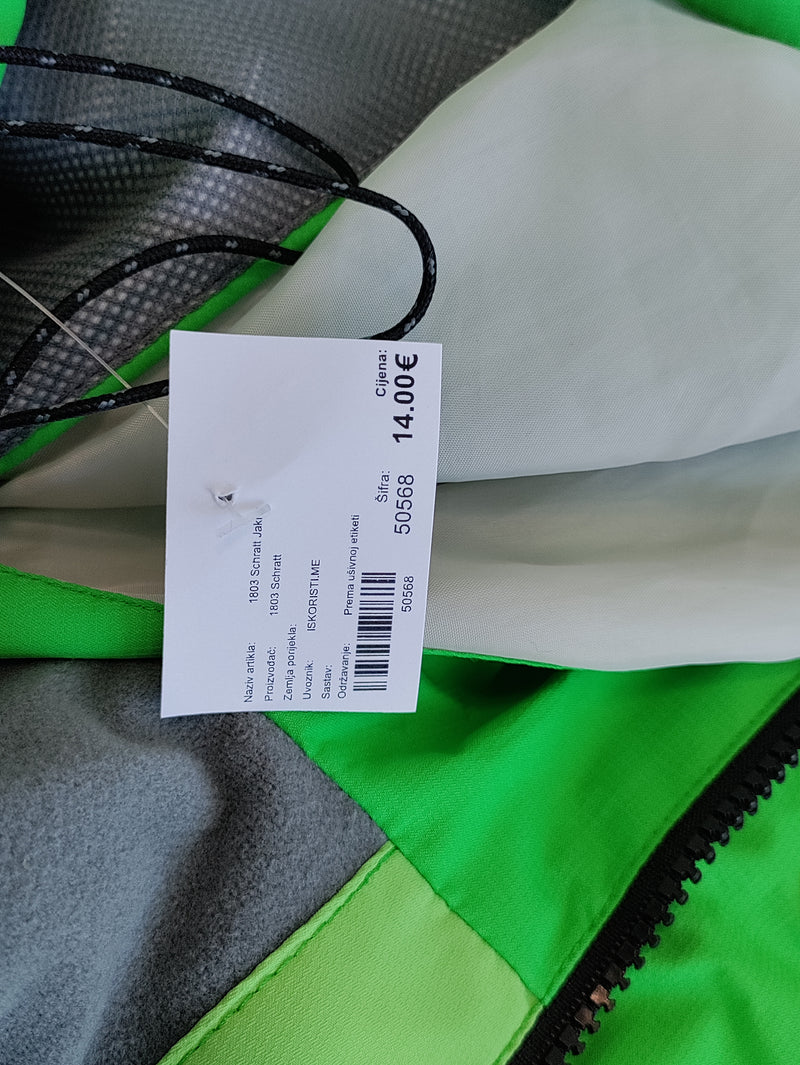 Naziv artikla: 1803 Schratt Jak
Proizvođač: 1803 Schratt
Zemlja porijekla:
Uvoznik: ISKORISTI.ME
Sastav:
Održavanje: Prema ušivnoj etiketi
50568
Šifra:
50568
Cijena:
14.00€